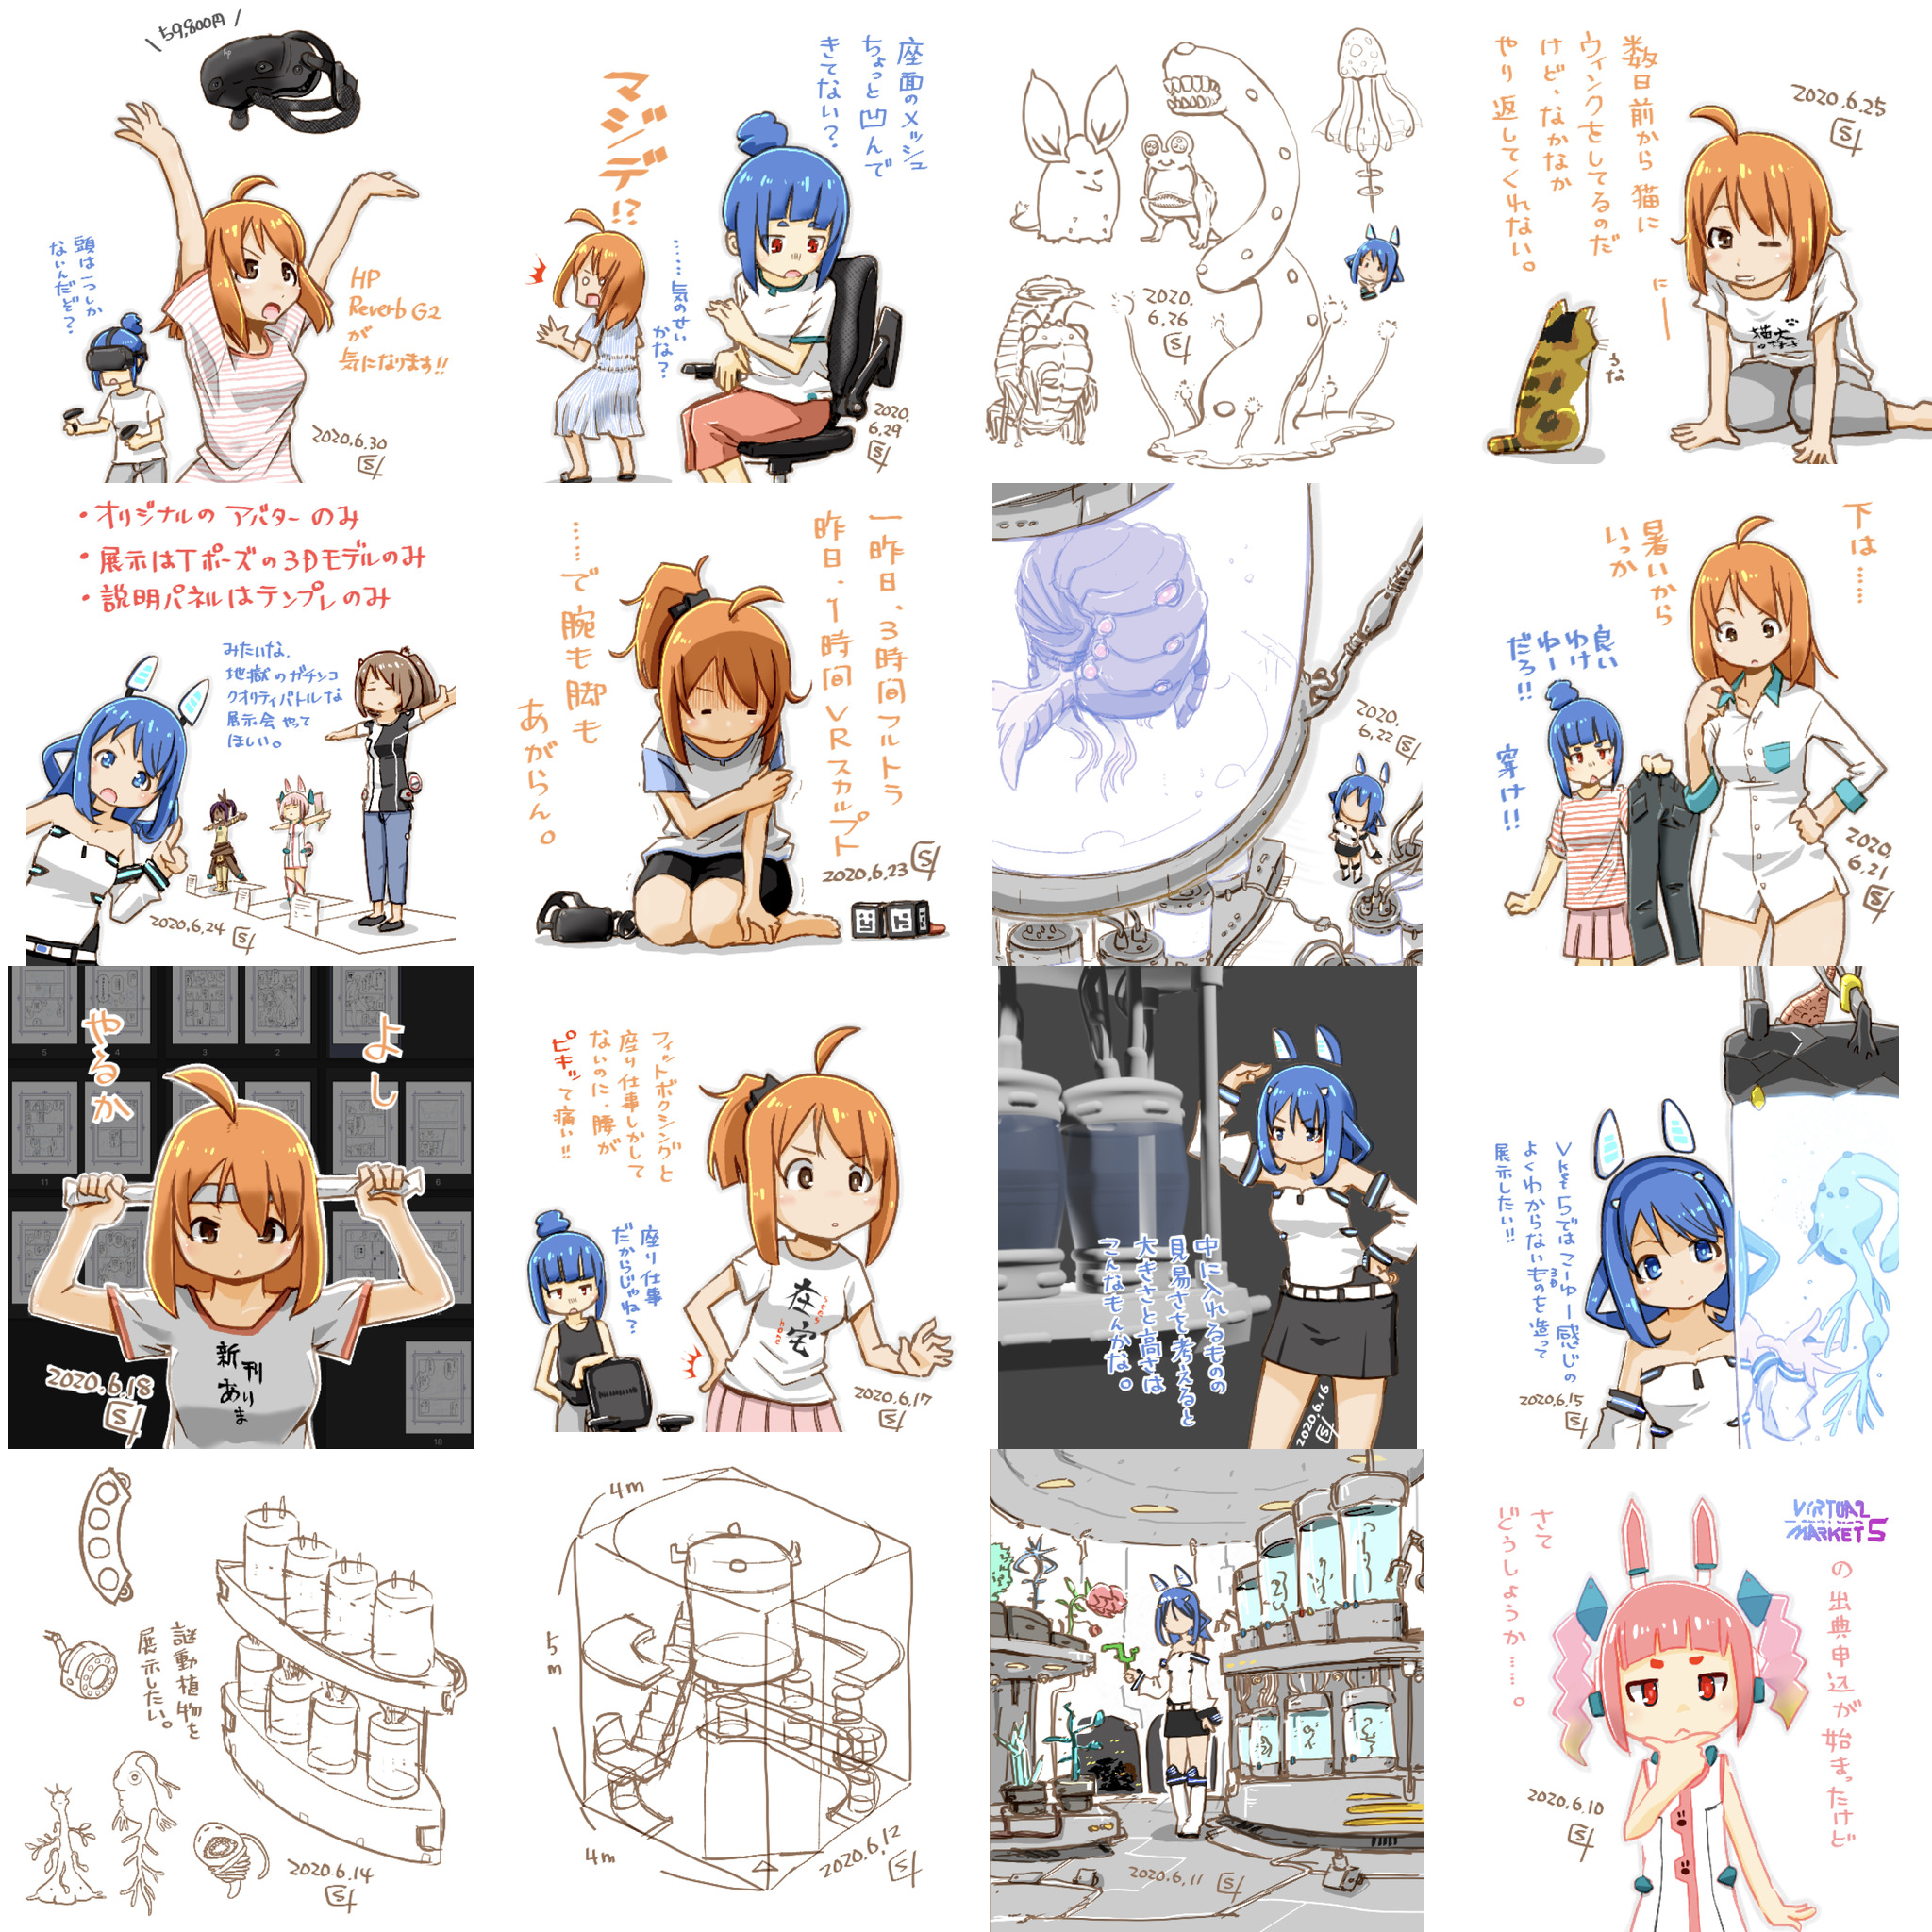 59,800円
頭は一つしか
ないんだぞ?
HP
Reverb G2
が
気になります!!
2020.6.30
座面のメッシュ
ちょっと凹んで
きてない?
マジデ!?
……気のせい
かな?
2020.
6.29
2020.
6.26
数日前から猫に
ウィンクをしてるのだ
けど、なかなか
やり返してくれない。
2020.6.25
にー
るな
・オリジナルのアバターのみ
・展示はTポーズの3Dモデルのみ
・説明パネルはテンプレのみ
みたいな、
地獄のガチンコ
クオリティバトルな
展示会やって
ほしい。
2020.6.24
一昨日、3時間フルトラ
昨日、1時間VRスカルプト
……で腕も脚も
あがらん。
2020.6.23
2020.
6.22
下は……
暑いから
いっか
良い
わけ
ねー
だろ!!
穿け!!
2020.
6.21
よし
やるか
新刊
あり〼
2020.6.18
フィットボクシングと
座り仕事しかして
ないのに、腰が
ピキッて痛い!!
座り仕事
だからじゃね?
在宅
2020.6.17
中に入れるものの
見易さを考えると
大きさと高さは
こんなもんかな。
2020.6.16
Vket5ではこーゆー感じの
よくわからないものを造って
展示したい!!
2020.6.15
謎動植物を
展示したい。
2020.6.14
4m
5m
4m
2020.6.12
2020.6.11
VIRTUAL
MARKET 5
の出典申込が始まったけど
さて
どうしようか……。
2020.6.10